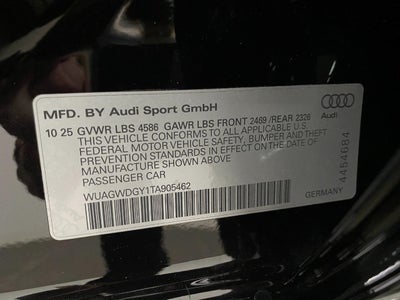 MFD. BY Audi Sport GmbH
Audi
10 25 GVWR LBS 4586 GAWR LBS FRONT 2469 /REAR 2326
THIS VEHICLE CONFORMS TO ALL APPLICABLE U.S.
FEDERAL MOTOR VEHICLE SAFETY, BUMPER, AND THEFT
PREVENTION STANDARDS IN EFFECT ON THE DATE OF
MANUFACTURE SHOWN ABOVE
PASSENGER CAR
WUAGWDGY1TA905462
GERMANY
4454684